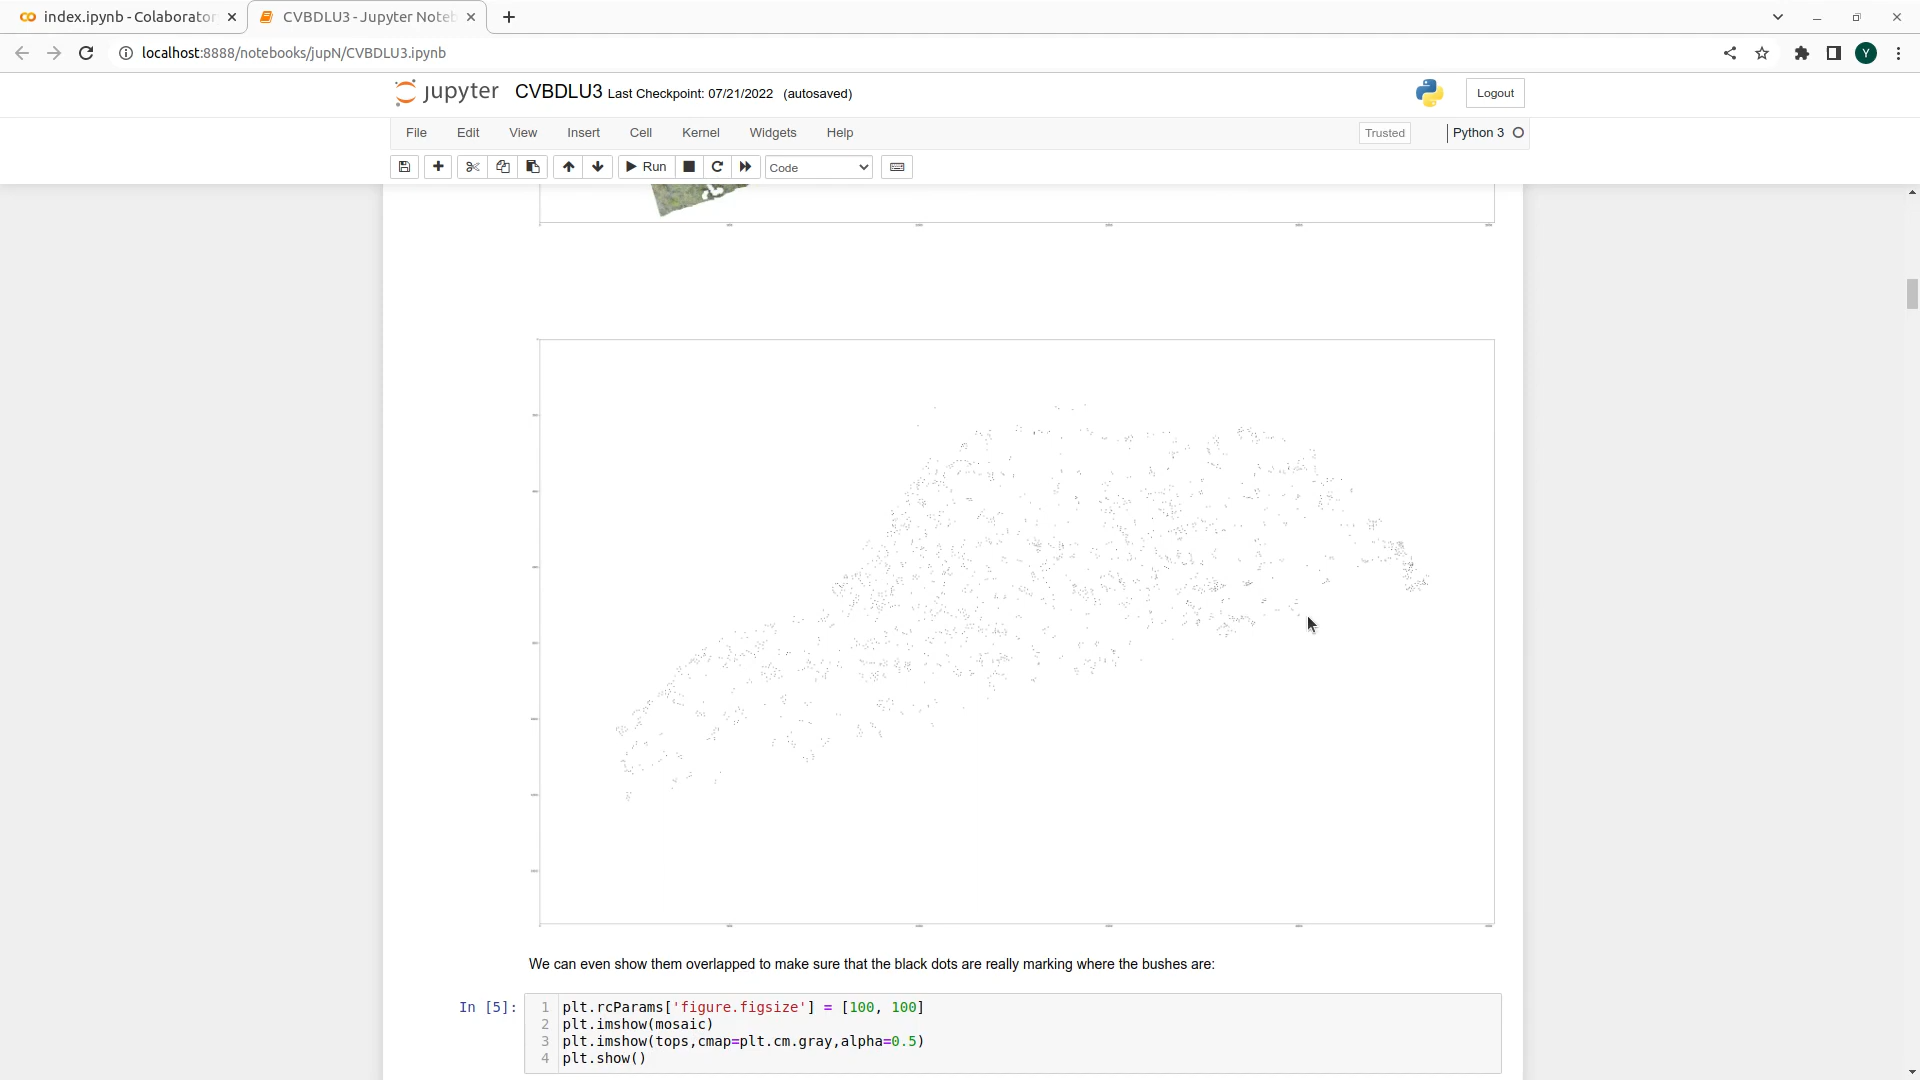 index.ipynb - Colaborator
CVBDLU3 - Jupyter Noteb
localhost:8888/notebooks/jupN/CVBDLU3.ipynb
Y
jupyter CVBDLU3 Last Checkpoint: 07/21/2022 (autosaved)
Logout
File Edit View Insert Cell Kernel Widgets Help
Trusted
Python 3
Run
Code
We can even show them overlapped to make sure that the black dots are really marking where the bushes are:
In [5]:
1 plt.rcParams['figure.figsize'] = [100, 100]
2 plt.imshow(mosaic)
3 plt.imshow(tops,cmap=plt.cm.gray,alpha=0.5)
4 plt.show()